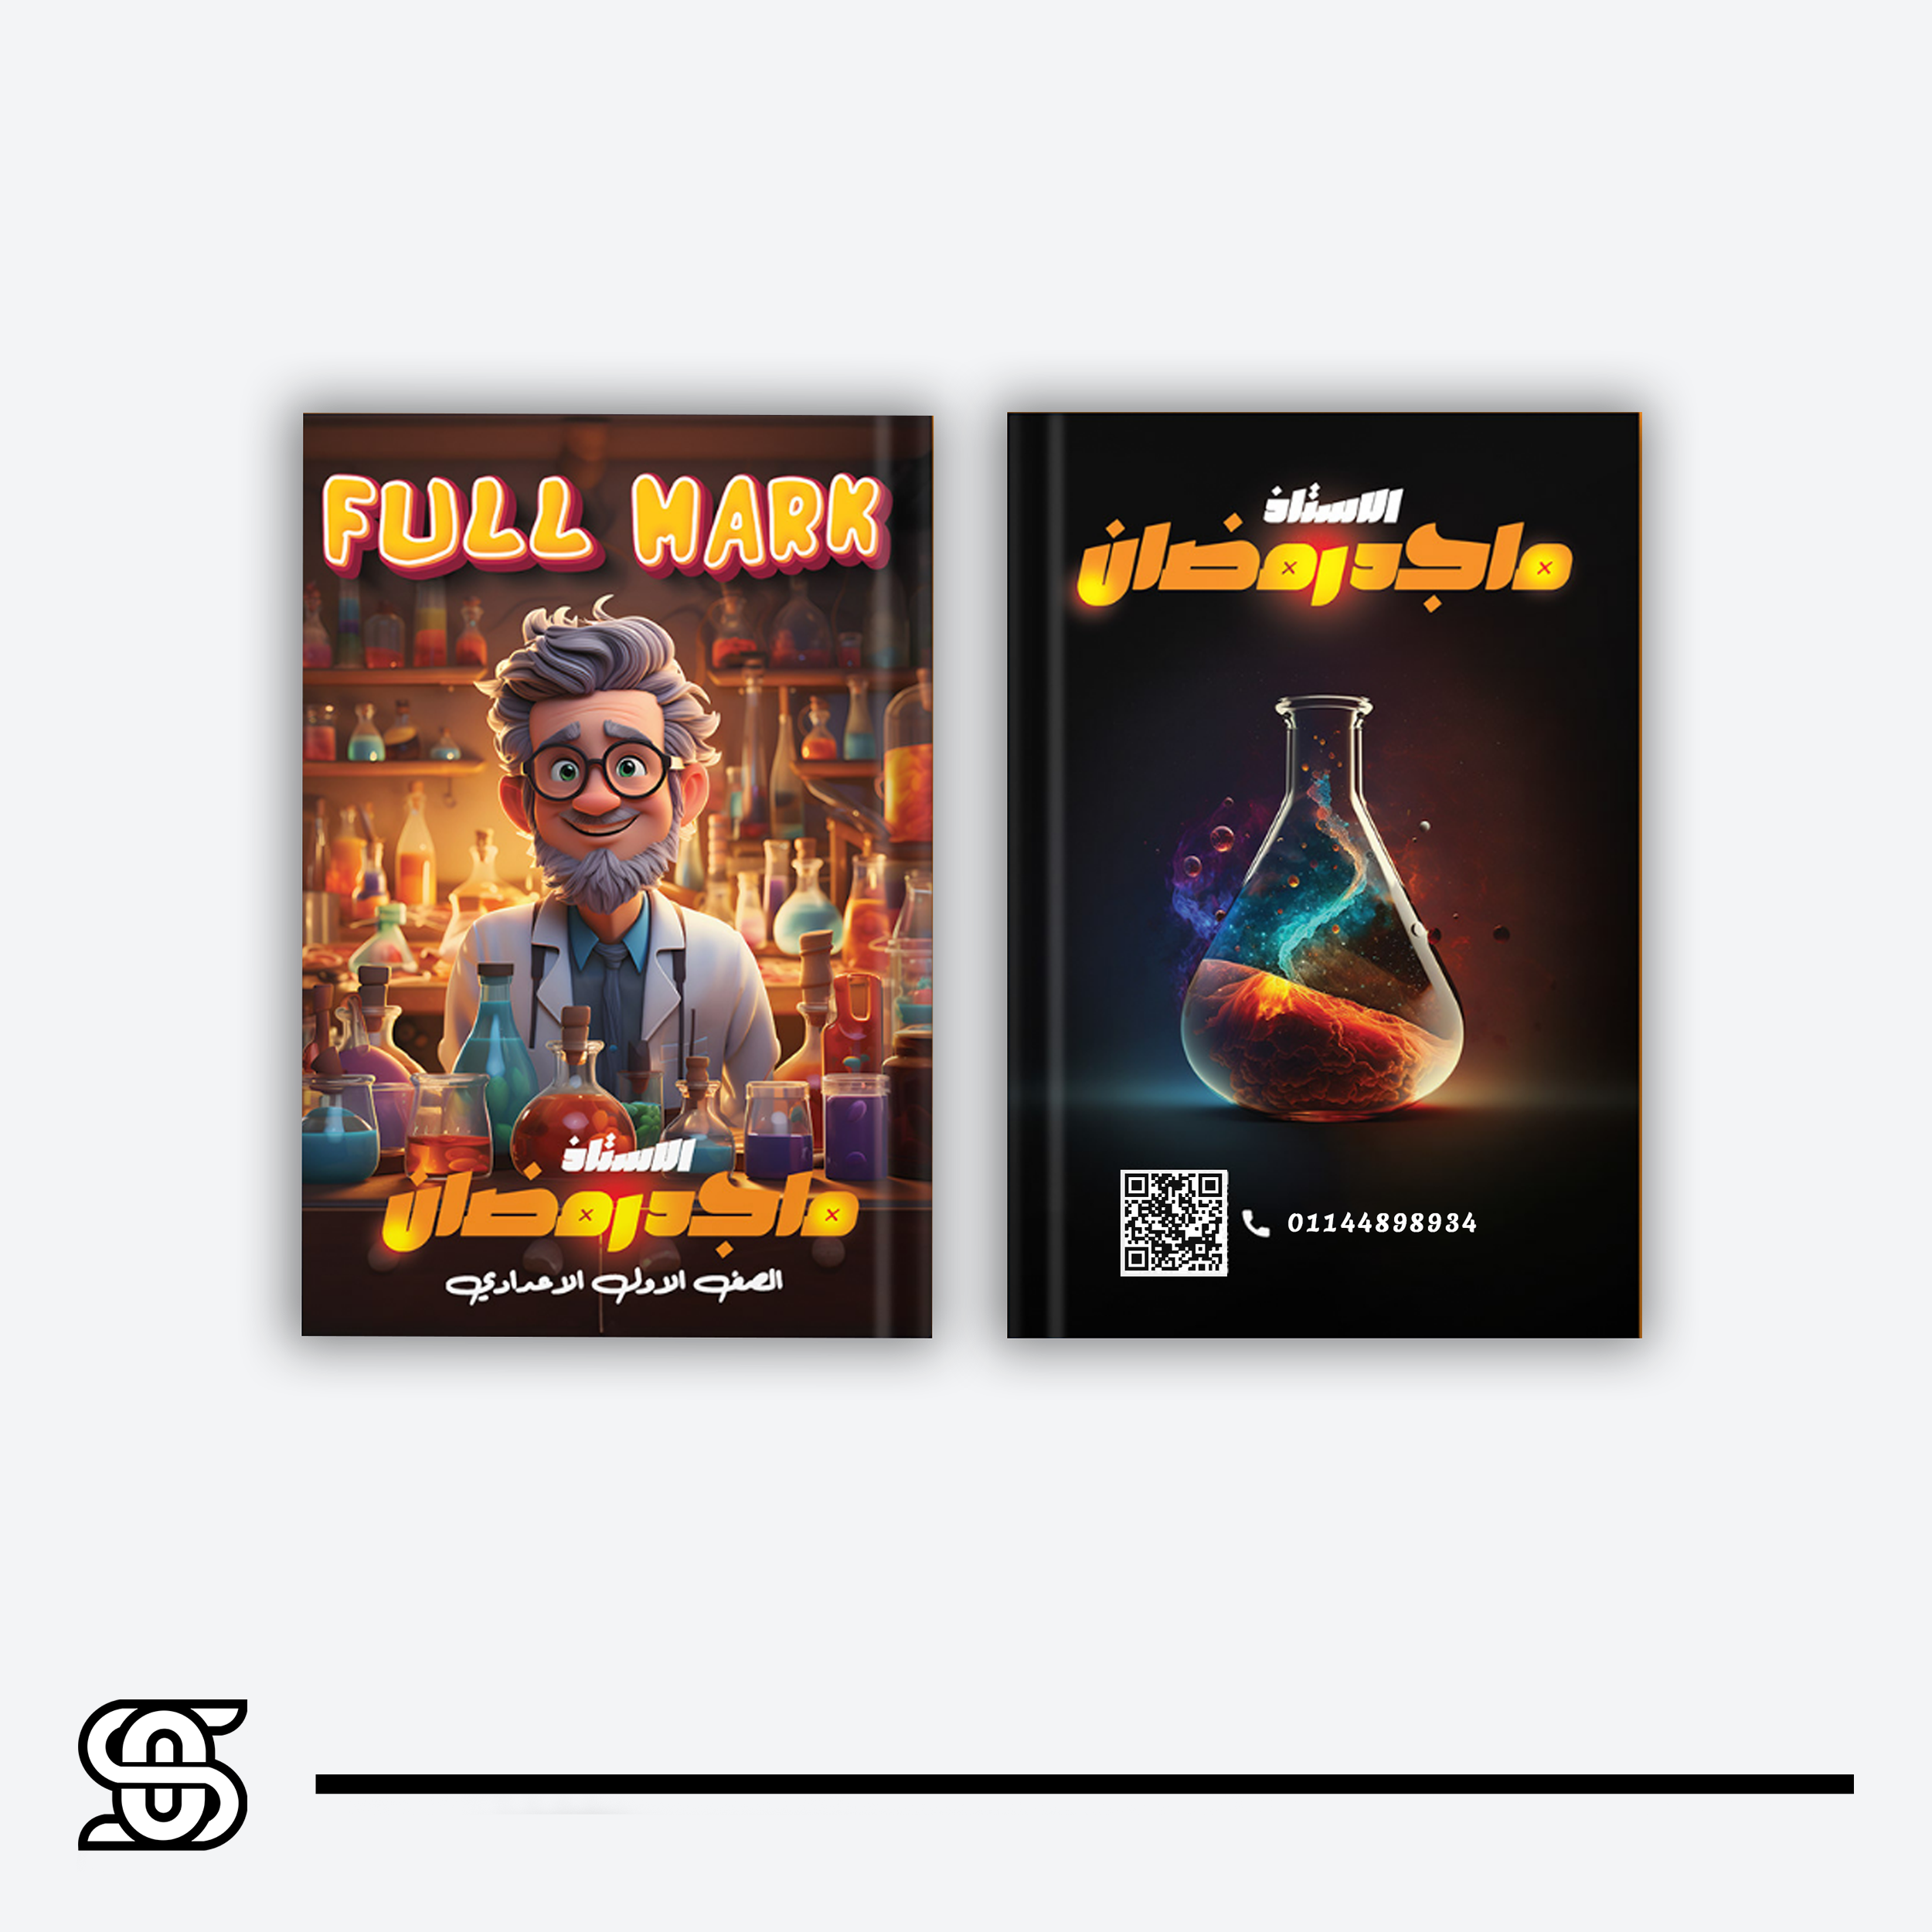 FULL MARK
الاستاذ
ماجد رمضان
الصف الاول الاعدادي
الاستاذ
ماجد رمضان
01144898934